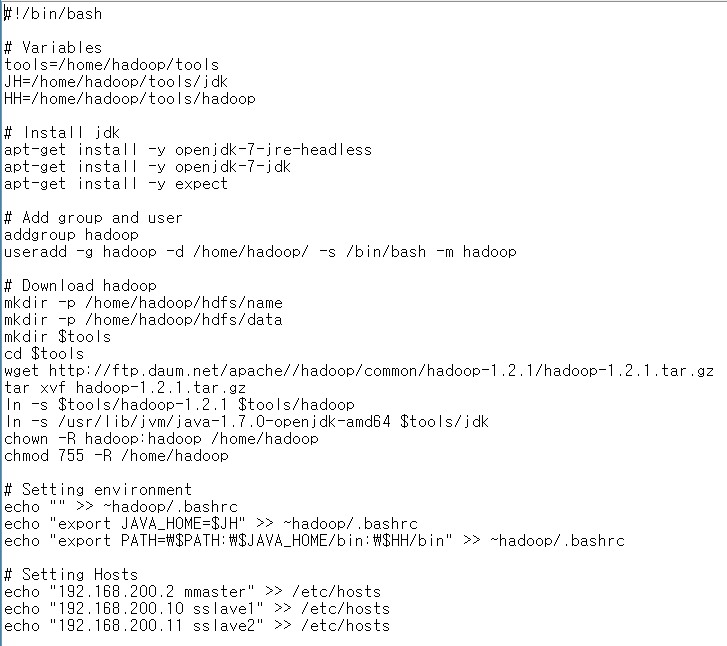 #!/bin/bash

# Variables
tools=/home/hadoop/tools
JH=/home/hadoop/tools/jdk
HH=/home/hadoop/tools/hadoop

# Install jdk
apt-get install -y openjdk-7-jre-headless
apt-get install -y openjdk-7-jdk
apt-get install -y expect

# Add group and user
addgroup hadoop
useradd -g hadoop -d /home/hadoop/ -s /bin/bash -m hadoop

# Download hadoop
mkdir -p /home/hadoop/hdfs/name
mkdir -p /home/hadoop/hdfs/data
mkdir $tools
cd $tools
wget http://ftp.daum.net/apache//hadoop/common/hadoop-1.2.1/hadoop-1.2.1.tar.gz
tar xvf hadoop-1.2.1.tar.gz
ln -s $tools/hadoop-1.2.1 $tools/hadoop
ln -s /usr/lib/jvm/java-1.7.0-openjdk-amd64 $tools/jdk
chown -R hadoop:hadoop /home/hadoop
chmod 755 -R /home/hadoop

# Setting environment
echo "" >> ~hadoop/.bashrc
echo "export JAVA_HOME=$JH" >> ~hadoop/.bashrc
echo "export PATH=₩$PATH:₩$JAVA_HOME/bin:₩$HH/bin" >> ~hadoop/.bashrc

# Setting Hosts
echo "192.168.200.2 mmaster" >> /etc/hosts
echo "192.168.200.10 sslave1" >> /etc/hosts
echo "192.168.200.11 sslave2" >> /etc/hosts